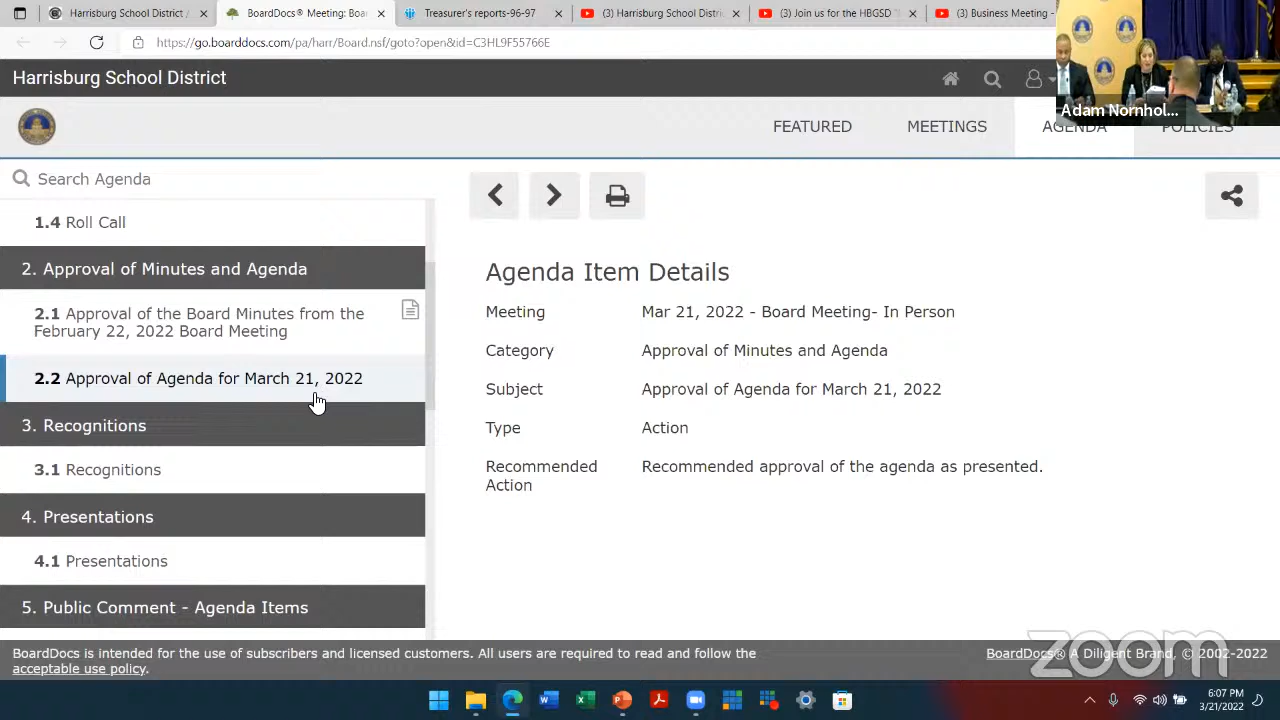 Harrisburg School District /
BoardDocs® Meeting: Boa
Treasurer's reports-96-97
(3) Harrisburg School Distri
(3) Join us for the HBGSD "
(3) Business Meeting -
https://go.boarddocs.com/pa/harr/Board.nsf/goto?open&id=C3HL9F55766E
Harrisburg School District
Adam Nornhol...
FEATURED
MEETINGS
AGENDA
POLICIES
Search Agenda
1.4 Roll Call
2. Approval of Minutes and Agenda
2.1 Approval of the Board Minutes from the
February 22, 2022 Board Meeting
2.2 Approval of Agenda for March 21, 2022
3. Recognitions
3.1 Recognitions
4. Presentations
4.1 Presentations
5. Public Comment - Agenda Items
Agenda Item Details
Meeting Mar 21, 2022 - Board Meeting- In Person
Category Approval of Minutes and Agenda
Subject Approval of Agenda for March 21, 2022
Type Action
Recommended Recommended approval of the agenda as presented.
Action
BoardDocs is intended for the use of subscribers and licensed customers. All users are required to read and follow the
acceptable use policy.
BoardDocs® A Diligent Brand, © 2002-2022
zoom
6:07 PM
3/21/2022